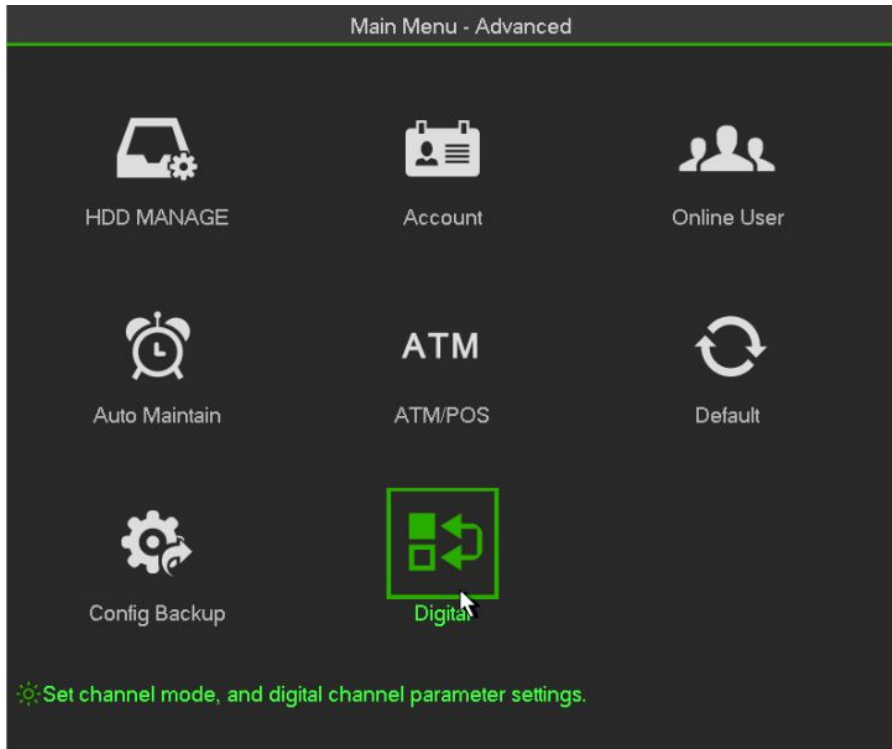 Main Menu - Advanced
HDD MANAGE
Account
Online User
Auto Maintain
ATM
ATM/POS
Default
Config Backup
Digital
Set channel mode, and digital channel parameter settings.